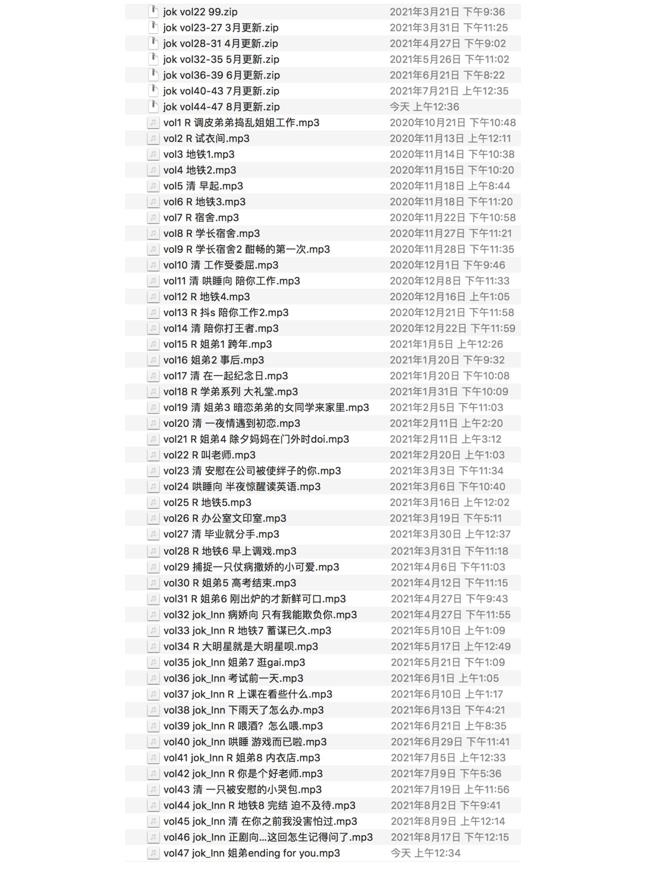 jok vol22 99.zip 2021年3月21日 下午9:36
jok vol23-27 3月更新.zip 2021年3月31日 下午11:25
jok vol28-31 4月更新.zip 2021年4月27日 下午9:02
jok vol32-35 5月更新.zip 2021年5月26日 下午11:02
jok vol36-39 6月更新.zip 2021年6月21日 下午8:22
jok vol40-43 7月更新.zip 2021年7月21日 上午12:35
jok vol44-47 8月更新.zip 今天 上午12:36
vol1 R 调皮弟弟捣乱姐姐工作.mp3 2020年10月21日 下午10:48
vol2 R 试衣间.mp3 2020年11月13日 上午12:11
vol3 地铁1.mp3 2020年11月14日 下午10:38
vol4 地铁2.mp3 2020年11月15日 下午10:20
vol5 清 早起.mp3 2020年11月18日 上午8:44
vol6 R 地铁3.mp3 2020年11月18日 下午11:20
vol7 R 宿舍.mp3 2020年11月22日 下午10:58
vol8 R 学长宿舍.mp3 2020年11月27日 下午11:21
vol9 R 学长宿舍2 酣畅的第一次.mp3 2020年11月28日 下午11:35
vol10 清 工作受委屈.mp3 2020年12月1日 下午9:46
vol11 清 哄睡向 陪你工作.mp3 2020年12月8日 下午11:33
vol12 R 地铁4.mp3 2020年12月16日 上午1:05
vol13 R 抖s 陪你工作2.mp3 2020年12月21日 下午11:58
vol14 清 陪你打王者.mp3 2020年12月22日 下午11:59
vol15 R 姐弟1 跨年.mp3 2021年1月5日 上午12:26
vol16 姐弟2 事后.mp3 2021年1月20日 下午9:32
vol17 清 在一起纪念日.mp3 2021年1月20日 下午10:08
vol18 R 学弟系列 大礼堂.mp3 2021年1月31日 下午10:09
vol19 清 姐弟3 暗恋弟弟的女同学来家里.mp3 2021年2月5日 下午11:03
vol20 清 一夜情遇到初恋.mp3 2021年2月11日 上午2:20
vol21 R 姐弟4 除夕妈妈在门外时doi.mp3 2021年2月11日 上午3:12
vol22 R 叫老师.mp3 2021年2月20日 上午1:03
vol23 清 安慰在公司被使绊子的你.mp3 2021年3月3日 下午11:34
vol24 哄睡向 半夜惊醒读英语.mp3 2021年3月6日 下午10:40
vol25 R 地铁5.mp3 2021年3月16日 上午12:02
vol26 R 办公室文印室.mp3 2021年3月19日 下午5:11
vol27 清 毕业就分手.mp3 2021年3月30日 上午12:37
vol28 R 地铁6 早上调戏.mp3 2021年3月31日 下午11:18
vol29 捕捉一只仗病撒娇的小可爱.mp3 2021年4月6日 下午11:03
vol30 R 姐弟5 高考结束.mp3 2021年4月12日 下午11:15
vol31 R 姐弟6 刚出炉的才新鲜可口.mp3 2021年4月27日 下午9:43
vol32 jok_Inn 病娇向 只有我能欺负你.mp3 2021年4月27日 下午11:55
vol33 jok_Inn R 地铁7 蓄谋已久.mp3 2021年5月10日 上午1:09
vol34 R 大明星就是大明星呗.mp3 2021年5月17日 上午12:49
vol35 jok_Inn 姐弟7 逛gai.mp3 2021年5月21日 下午1:09
vol36 jok_Inn 考试前一天.mp3 2021年6月1日 上午1:05
vol37 jok_Inn R 上课在看些什么.mp3 2021年6月10日 上午1:17
vol38 jok_Inn 下雨天了怎么办.mp3 2021年6月13日 下午4:21
vol39 jok_Inn R 喂酒？怎么喂.mp3 2021年6月21日 上午8:35
vol40 jok_Inn 哄睡 游戏而已啦.mp3 2021年6月29日 下午11:41
vol41 jok_Inn R 姐弟8 内衣店.mp3 2021年7月5日 上午12:33
vol42 jok_Inn R 你是个好老师.mp3 2021年7月9日 下午5:36
vol43 清 一只被安慰的小哭包.mp3 2021年7月19日 上午11:56
vol44 jok_Inn R 地铁8 完结 迫不及待.mp3 2021年8月2日 下午9:41
vol45 jok_Inn 清 在你之前我没害怕过.mp3 2021年8月9日 上午12:14
vol46 jok_Inn 正剧向...这回怎生记得问了.mp3 2021年8月17日 下午12:15
vol47 jok_Inn 姐弟ending for you.mp3 今天 上午12:34